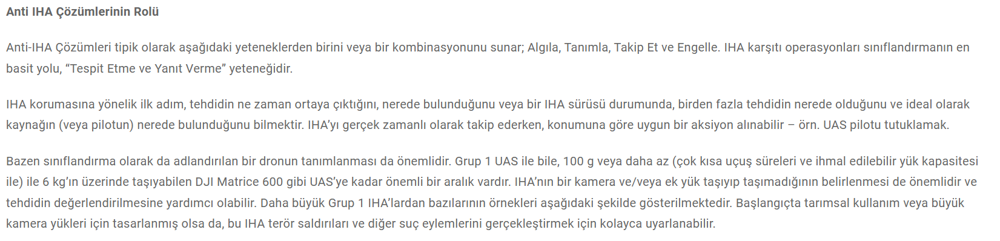 Anti IHA Çözümlerinin Rolü
Anti-IHA Çözümleri tipik olarak aşağıdaki yeteneklerden birini veya bir kombinasyonunu sunar; Algıla, Tanımla, Takip Et ve Engelle. IHA karşıtı operasyonları sınıflandırmanın en
basit yolu, “Tespit Etme ve Yanıt Verme” yeteneğidir.
IHA korumasına yönelik ilk adım, tehdidin ne zaman ortaya çıktığını, nerede bulunduğunu veya bir IHA sürüsü durumunda, birden fazla tehdidin nerede olduğunu ve ideal olarak
kaynağın (veya pilotun) nerede bulunduğunu bilmektir. IHA’yı gerçek zamanlı olarak takip ederken, konumuna göre uygun bir aksiyon alınabilir – örn. UAS pilotu tutuklamak.
Bazen sınıflandırma olarak da adlandırılan bir dronun tanımlanması da önemlidir. Grup 1 UAS ile bile, 100 g veya daha az (çok kısa uçuş süreleri ve ihmal edilebilir yük kapasitesi
ile) ile 6 kg’ın üzerinde taşıyabilen DJI Matrice 600 gibi UAS’ye kadar önemli bir aralık vardır. IHA’nın bir kamera ve/veya ek yük taşıyıp taşımadığının belirlenmesi de önemlidir ve
tehdidin değerlendirilmesine yardımcı olabilir. Daha büyük Grup 1 IHA’lardan bazılarının örnekleri aşağıdaki şekilde gösterilmektedir. Başlangıçta tarımsal kullanım veya büyük
kamera yükleri için tasarlanmış olsa da, bu IHA terör saldırıları ve diğer suç eylemlerini gerçekleştirmek için kolayca uyarlanabilir.